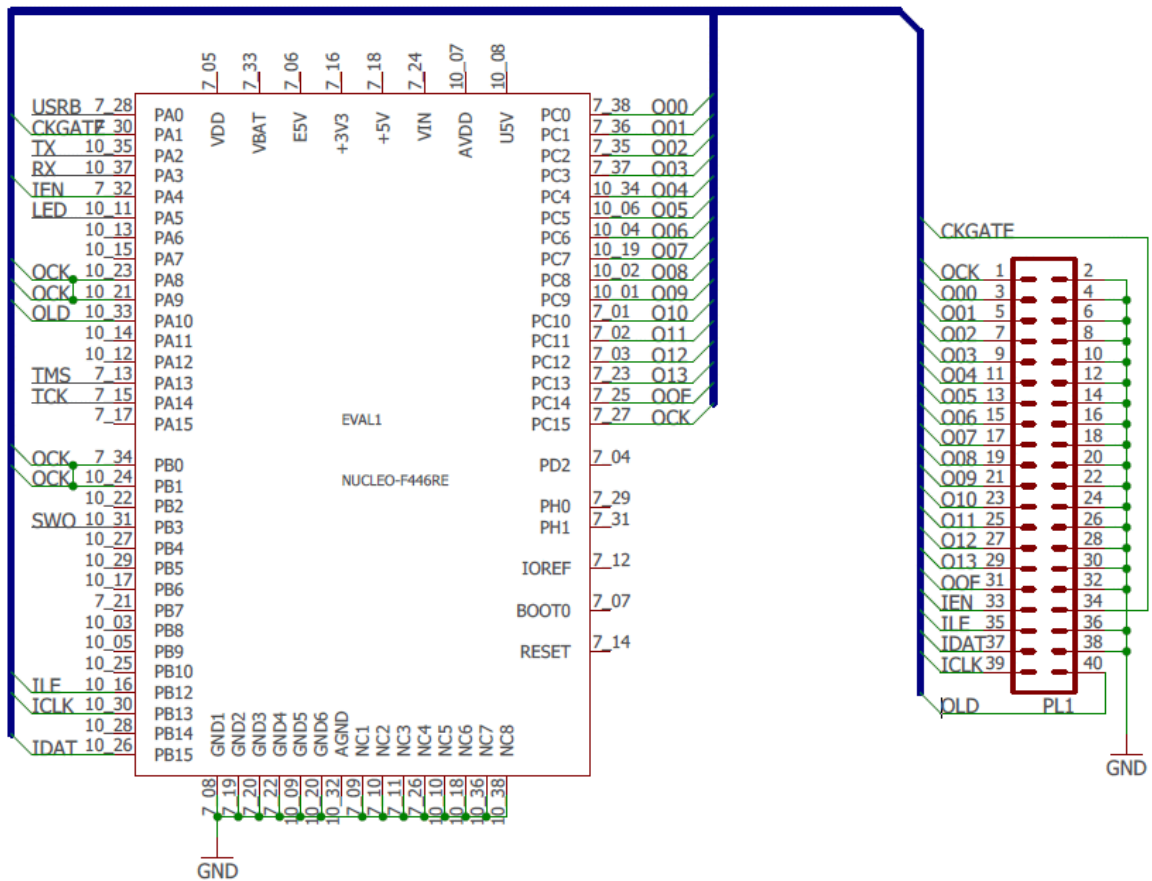 7_05 7_33 7_06 7_16 7_18 7_24 10_07 10_08
VDD VBAT E5V +3V3 +5V VIN AVDD U5V
USRB 7_28 PA0
CKGATE 7_30 PA1
TX 10_35 PA2
RX 10_37 PA3
IEN 7_32 PA4
LED 10_11 PA5
10_13 PA6
10_15 PA7
OCK 10_23 PA8
OCK 10_21 PA9
OLD 10_33 PA10
10_14 PA11
10_12 PA12
TMS 7_13 PA13
TCK 7_15 PA14
7_17 PA15
OCK 7_34 PB0
OCK 10_24 PB1
10_22 PB2
SWO 10_31 PB3
10_27 PB4
10_29 PB5
10_17 PB6
7_21 PB7
10_03 PB8
10_05 PB9
10_25 PB10
ILE 10_16 PB12
ICLK 10_30 PB13
10_28 PB14
IDAT 10_26 PB15
EVAL1
NUCLEO-F446RE
PC0 7_38 O00
PC1 7_36 O01
PC2 7_35 O02
PC3 7_37 O03
PC4 10_34 O04
PC5 10_06 O05
PC6 10_04 O06
PC7 10_19 O07
PC8 10_02 O08
PC9 10_01 O09
PC10 7_01 O10
PC11 7_02 O11
PC12 7_03 O12
PC13 7_23 O13
PC14 7_25 OOF
PC15 7_27 OCK
PD2 7_04
PH0 7_29
PH1 7_31
IOREF 7_12
BOOT0 7_07
RESET 7_14
GND1 GND2 GND3 GND4 GND5 GND6 AGND NC1 NC2 NC3 NC4 NC5 NC6 NC7 NC8
7_08 7_19 7_20 7_22 10_09 10_20 10_32 7_09 7_10 7_11 7_26 10_10 10_18 10_36 10_38
GND
CKGATE
OCK 1 2
O00 3 4
O01 5 6
O02 7 8
O03 9 10
O04 11 12
O05 13 14
O06 15 16
O07 17 18
O08 19 20
O09 21 22
O10 23 24
O11 25 26
O12 27 28
O13 29 30
OOF 31 32
IEN 33 34
ILE 35 36
IDAT 37 38
ICLK 39 40
OLD PL1
GND